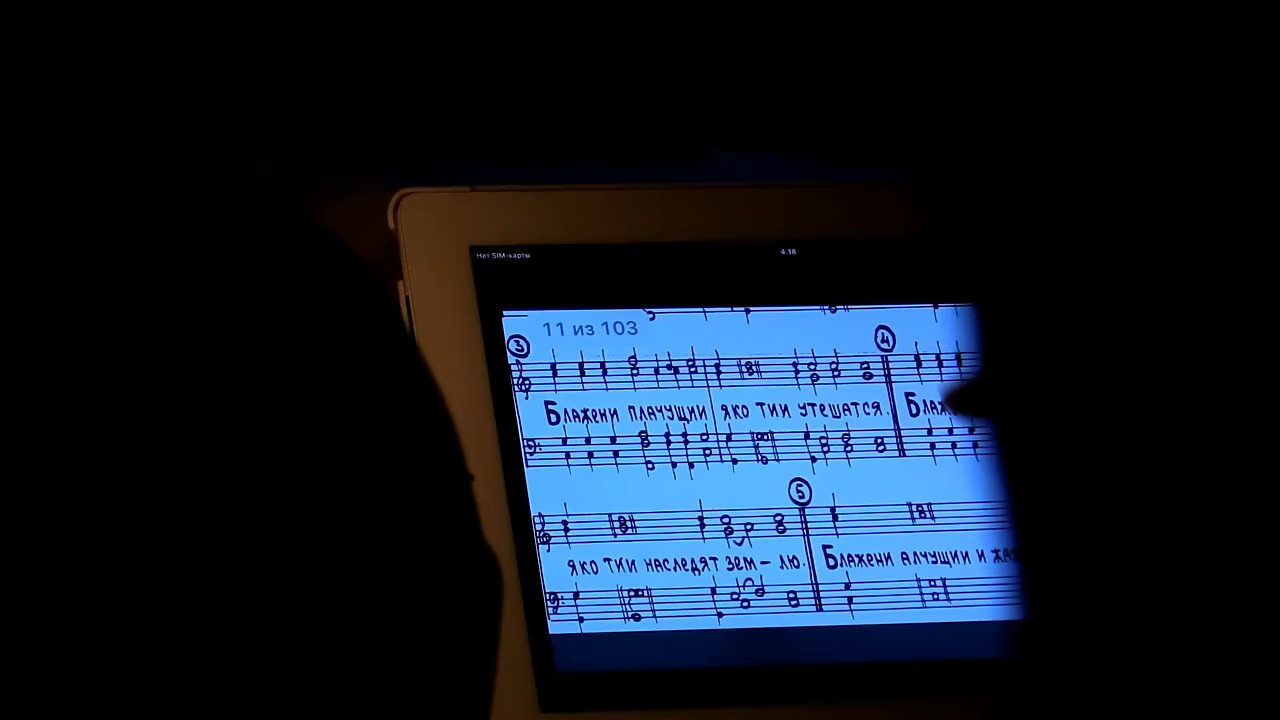 Нет SIM-карты 4:18
11 из 103
3 4
Блажени плачущии яко тии утешатся.
5
яко тии наследят зем – лю. Блажени алчущии и